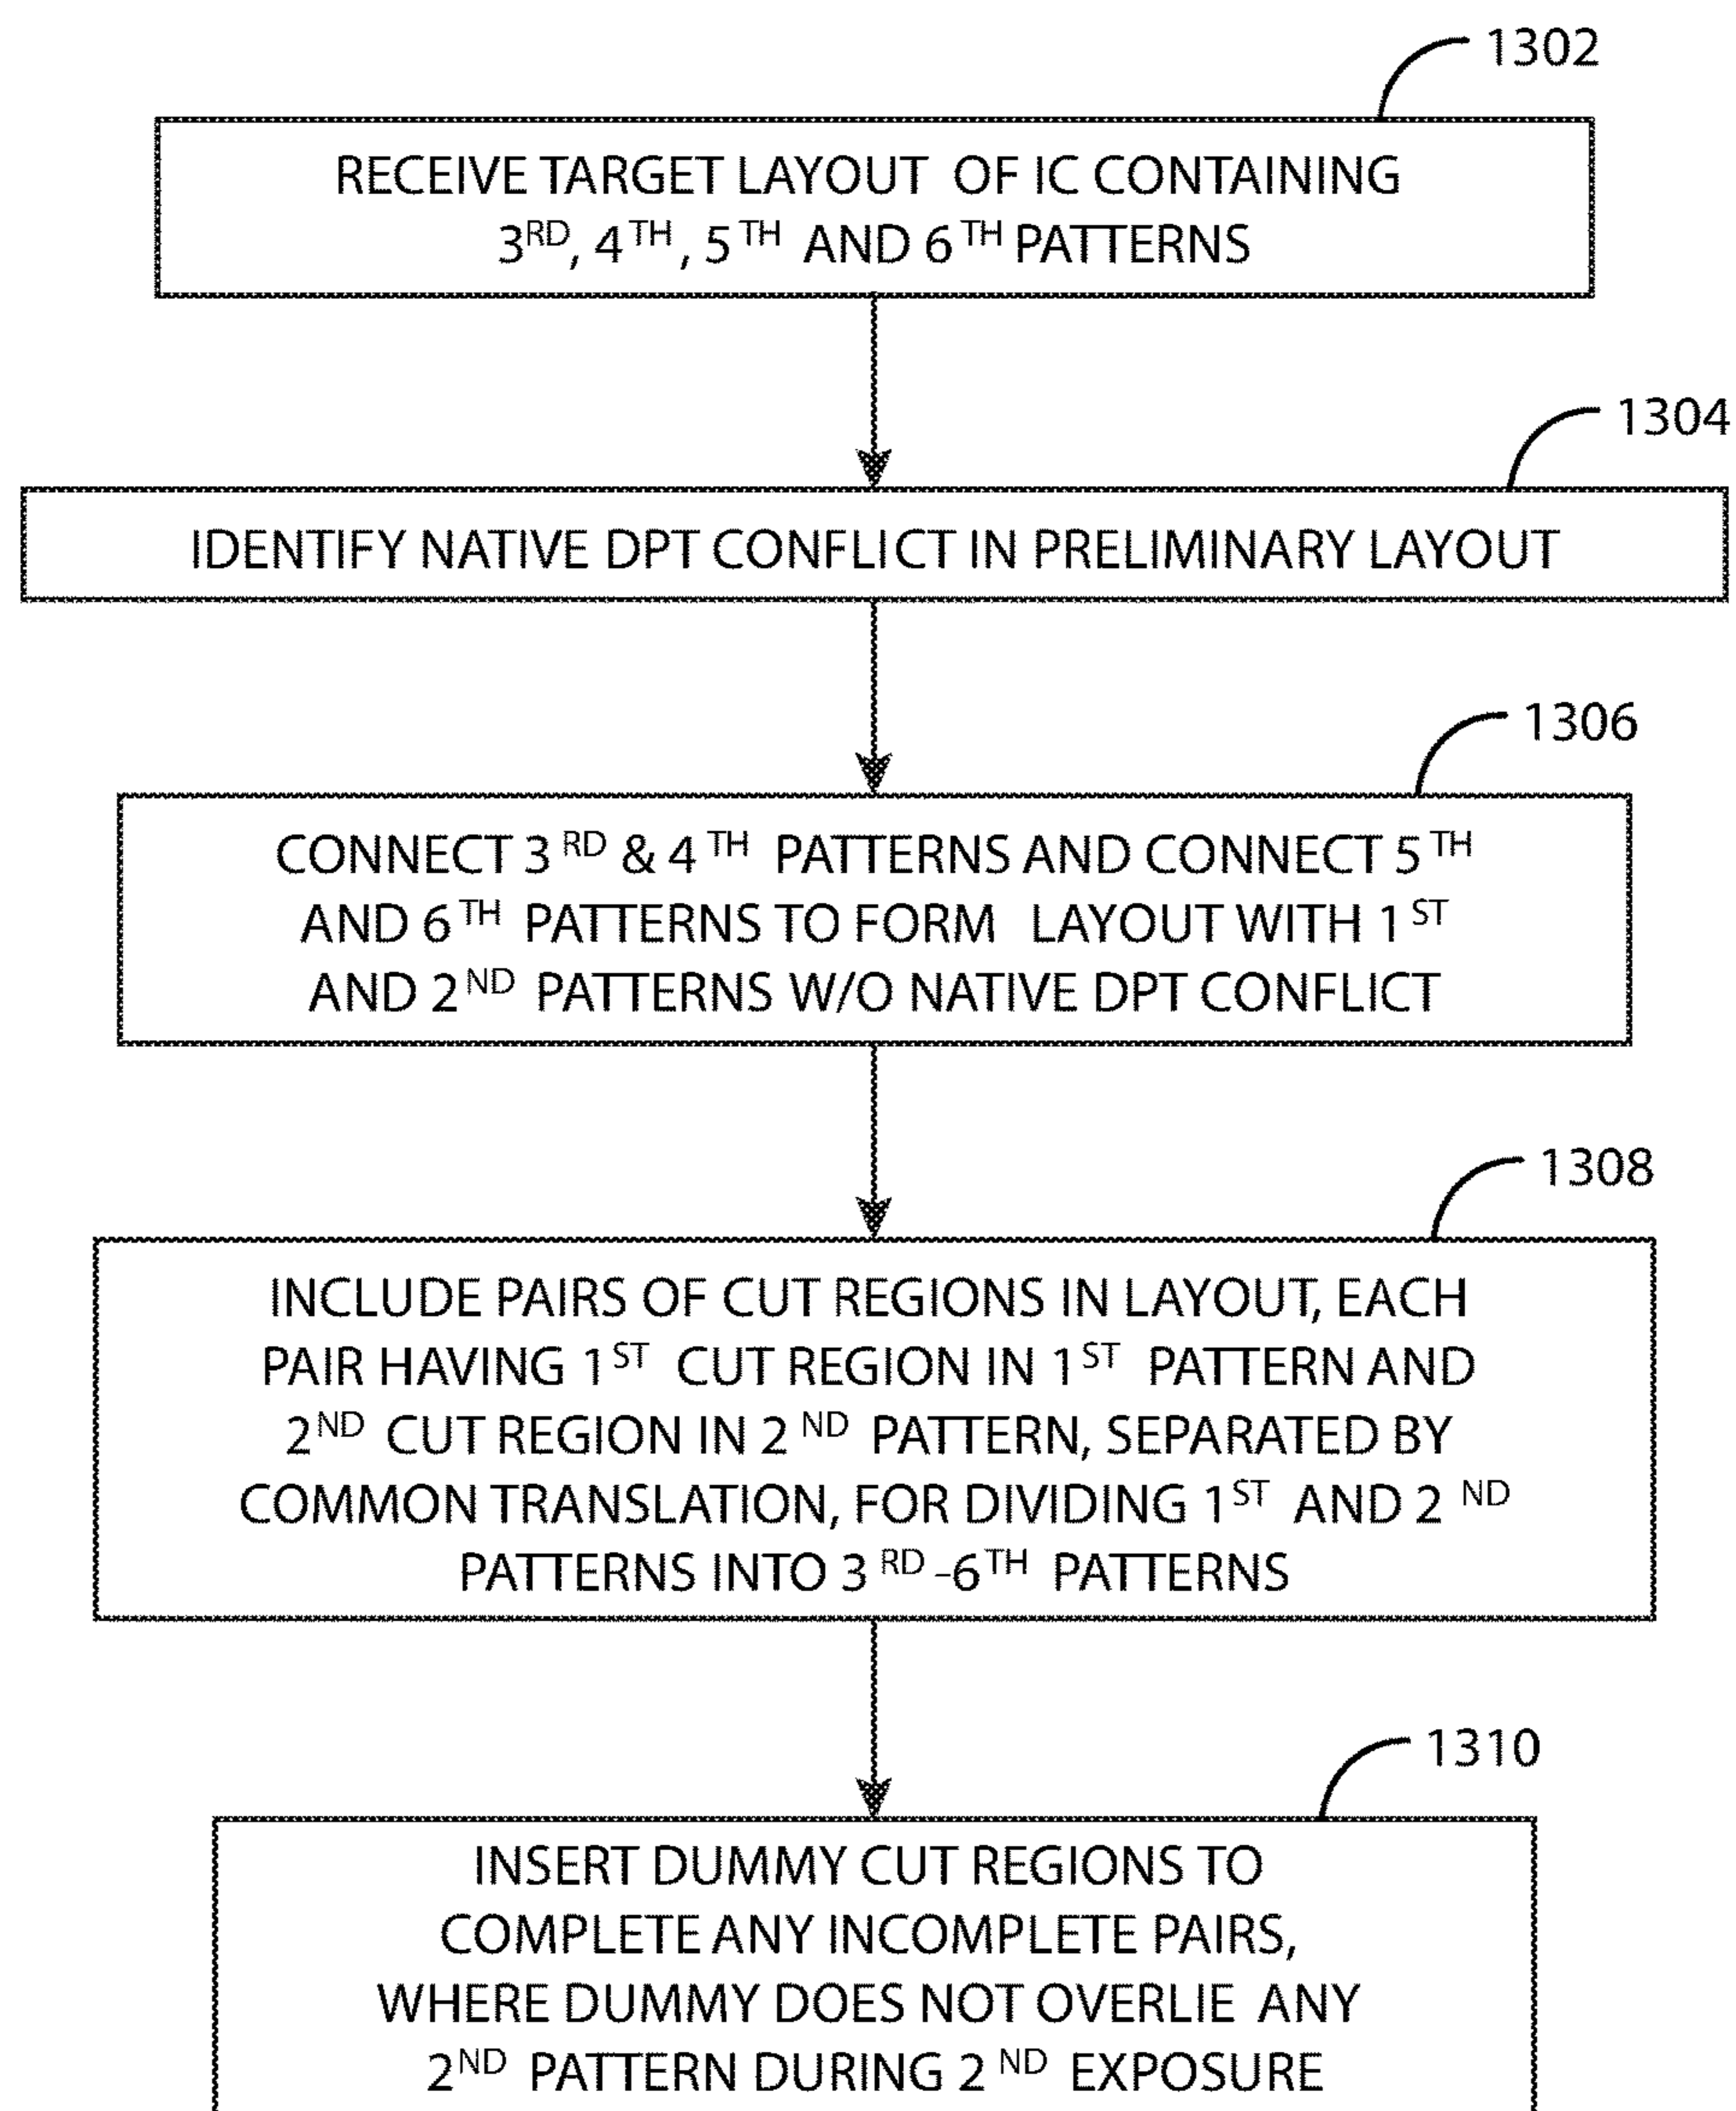 1302
RECEIVE TARGET LAYOUT OF IC CONTAINING
3RD, 4TH, 5TH AND 6TH PATTERNS
1304
IDENTIFY NATIVE DPT CONFLICT IN PRELIMINARY LAYOUT
1306
CONNECT 3RD & 4TH PATTERNS AND CONNECT 5TH
AND 6TH PATTERNS TO FORM LAYOUT WITH 1ST
AND 2ND PATTERNS W/O NATIVE DPT CONFLICT
1308
INCLUDE PAIRS OF CUT REGIONS IN LAYOUT, EACH
PAIR HAVING 1ST CUT REGION IN 1ST PATTERN AND
2ND CUT REGION IN 2ND PATTERN, SEPARATED BY
COMMON TRANSLATION, FOR DIVIDING 1ST AND 2ND
PATTERNS INTO 3RD-6TH PATTERNS
1310
INSERT DUMMY CUT REGIONS TO
COMPLETE ANY INCOMPLETE PAIRS,
WHERE DUMMY DOES NOT OVERLIE ANY
2ND PATTERN DURING 2ND EXPOSURE